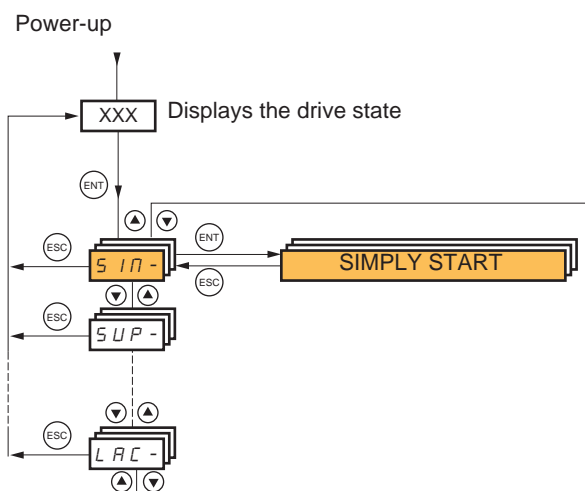 Power-up
XXX Displays the drive state
ENT
ESC ENT
SIM- SIMPLY START
ESC
ESC
SUP-
ESC
LAC-